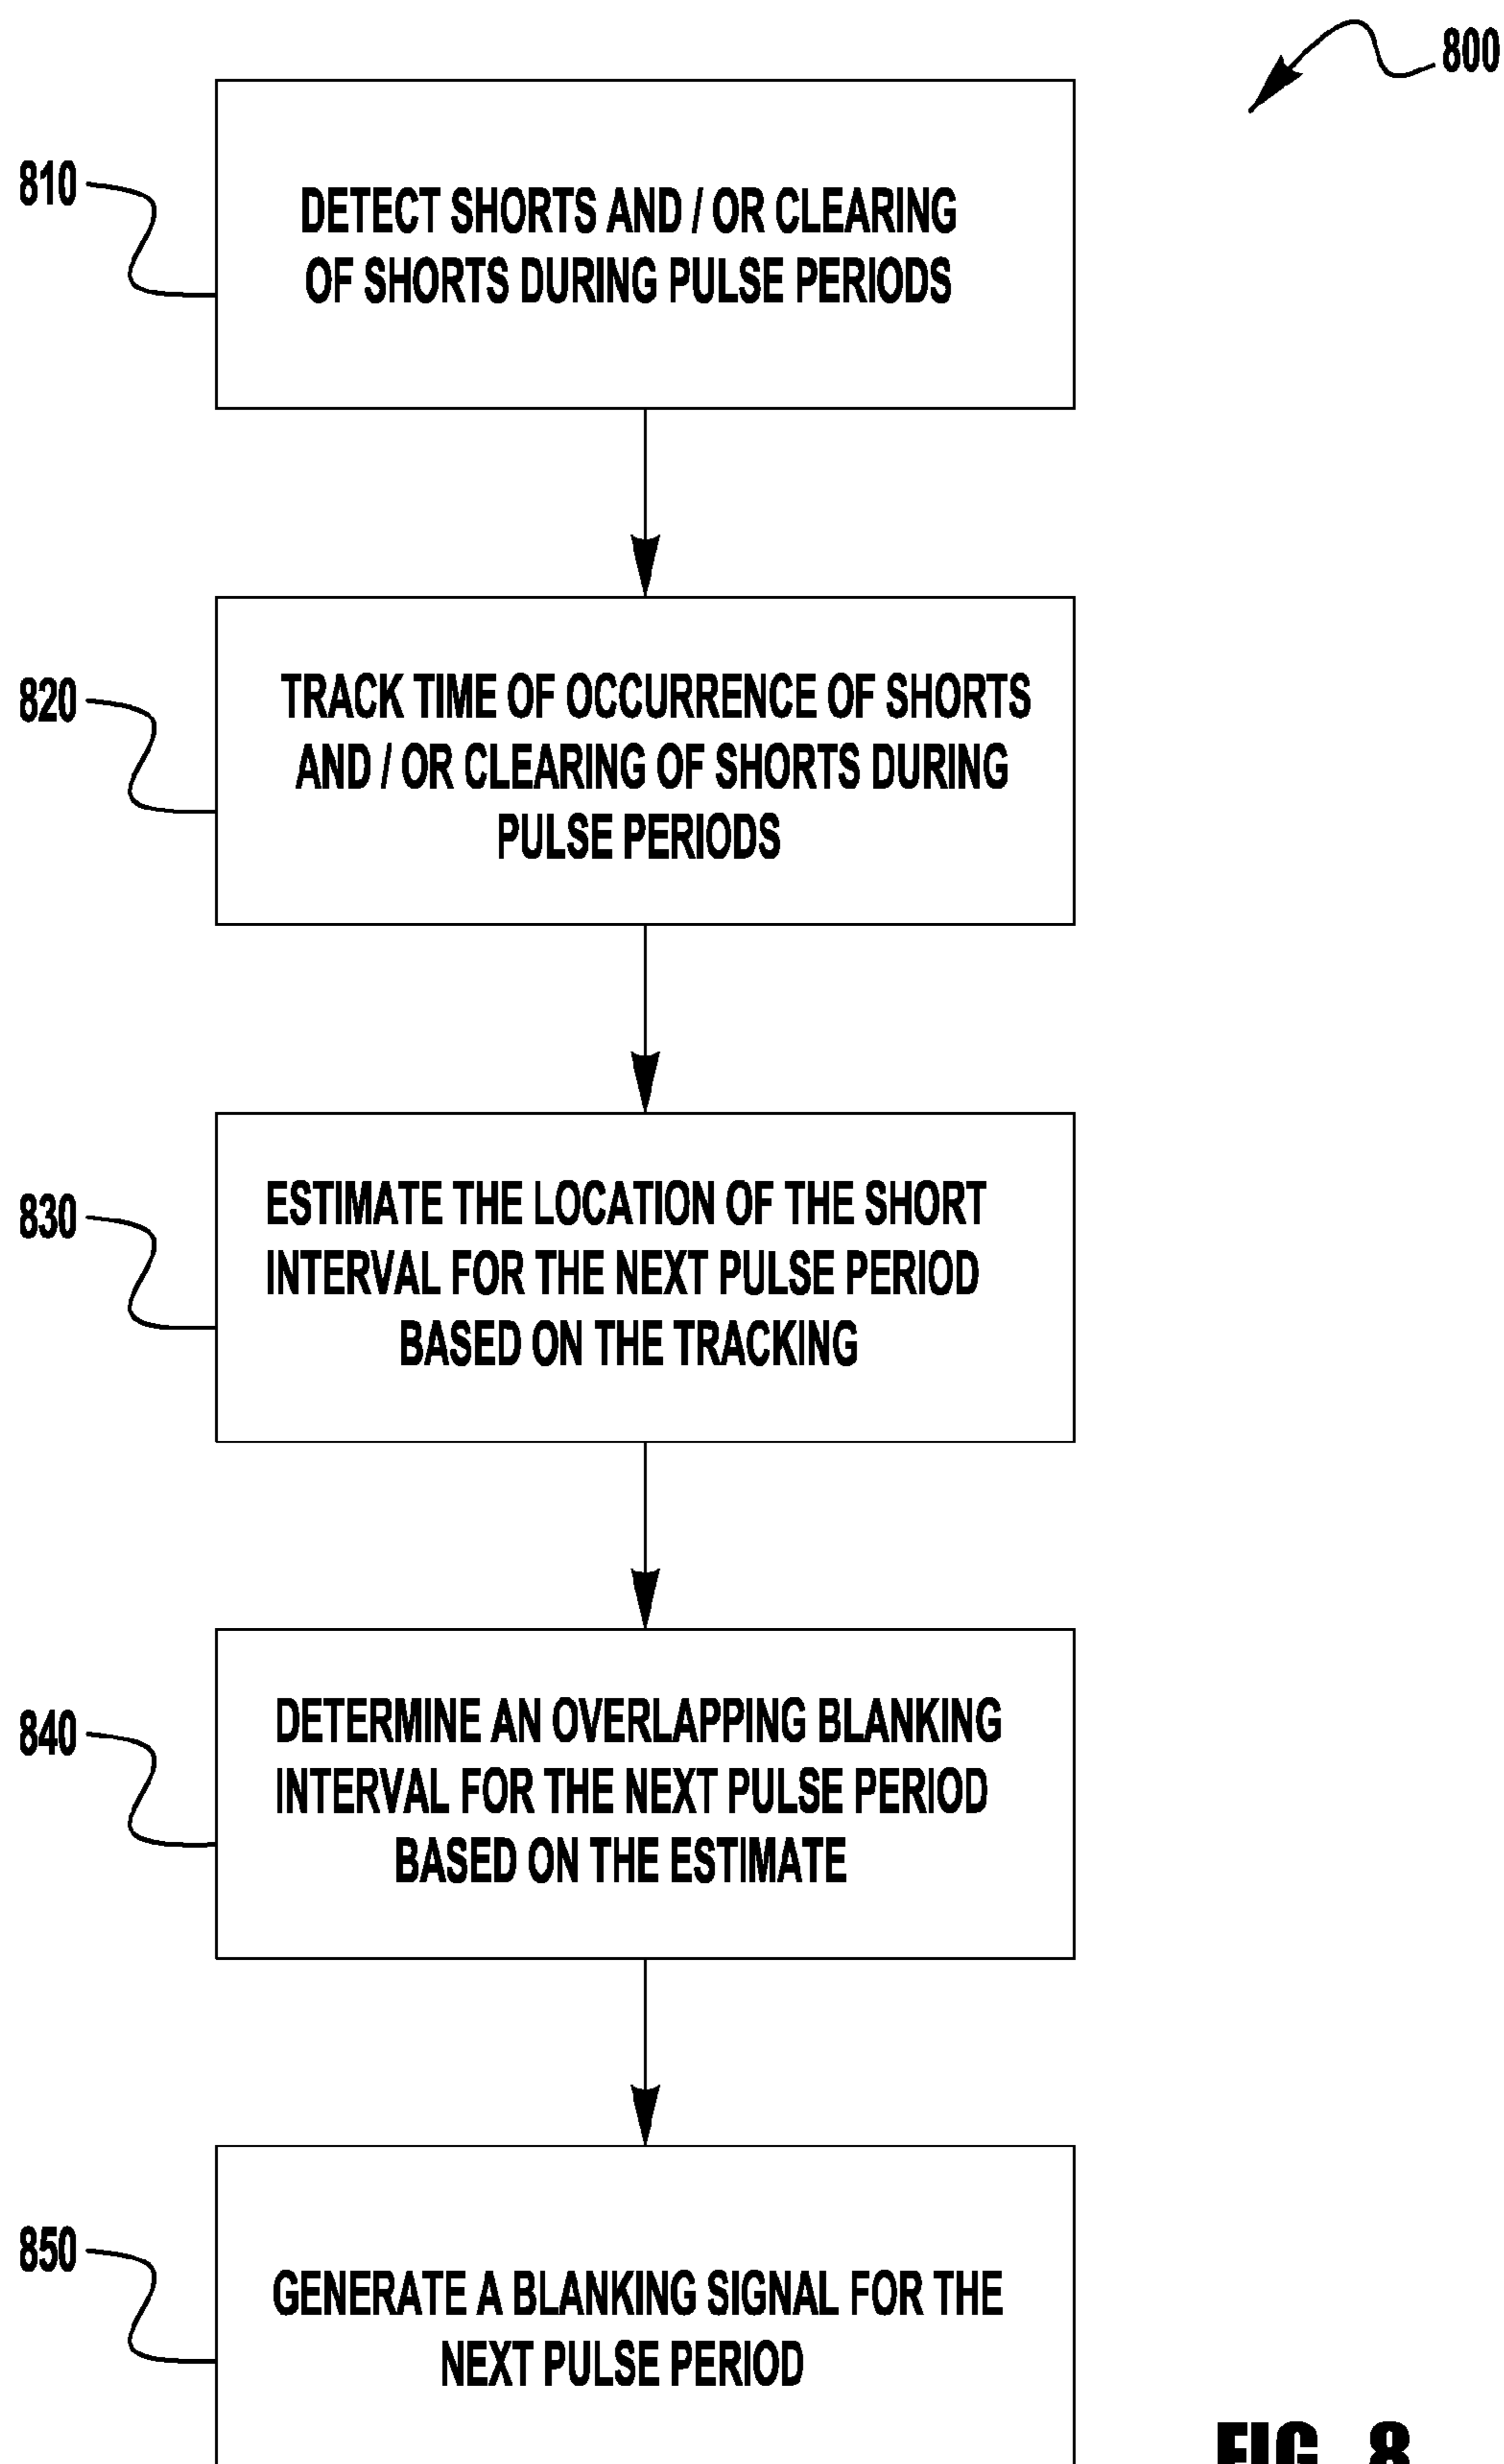 800
810
DETECT SHORTS AND / OR CLEARING
OF SHORTS DURING PULSE PERIODS
820
TRACK TIME OF OCCURRENCE OF SHORTS
AND / OR CLEARING OF SHORTS DURING
PULSE PERIODS
830
ESTIMATE THE LOCATION OF THE SHORT
INTERVAL FOR THE NEXT PULSE PERIOD
BASED ON THE TRACKING
840
DETERMINE AN OVERLAPPING BLANKING
INTERVAL FOR THE NEXT PULSE PERIOD
BASED ON THE ESTIMATE
850
GENERATE A BLANKING SIGNAL FOR THE
NEXT PULSE PERIOD
FIG. 8